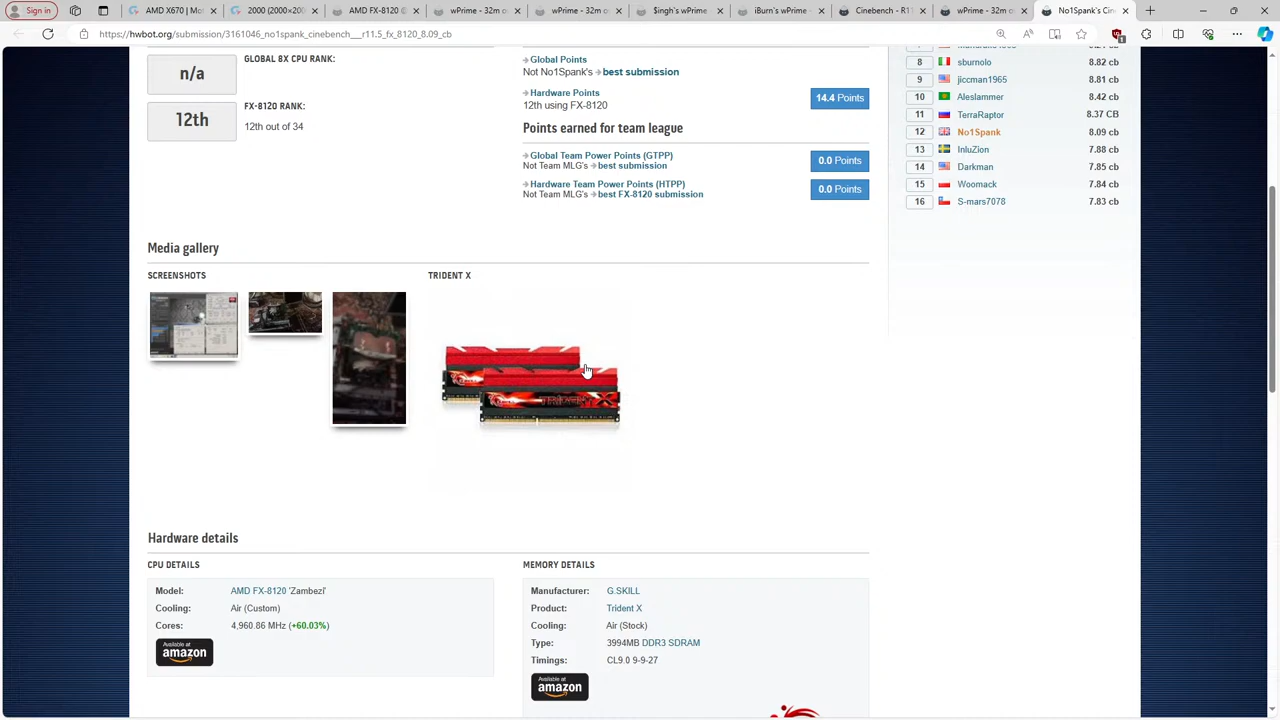 Sign in
AMD X670 | Mo
2000 (2000×200
AMD FX-8120 @
wPrime - 32m o
wPrime - 32m o
$ingh's wPrime
iBurn's wPrime
Cinebench - R11
wPrime - 32m o
No1Spank's Cin
https://hwbot.org/submission/3161046_no1spank_cinebench__r11.5_fx_8120_8.09_cb
n/a
GLOBAL 8X CPU RANK:
12th
FX-8120 RANK:
12th out of 34
Global Points
Not No1Spank's best submission
Hardware Points
12th using FX-8120
14.4 Points
Points earned for team league
Global Team Power Points (GTPP)
Not Team MLG's best submission
0.0 Points
Hardware Team Power Points (HTPP)
Not Team MLG's best FX-8120 submission
0.0 Points
8 sburnolo 8.82 cb
9 jiccman1965 8.81 cb
10 Aleslammer 8.42 cb
11 TerraRaptor 8.37 CB
12 No1Spank 8.09 cb
13 InluZion 7.88 cb
14 Darkman 7.85 cb
15 Woomack 7.84 cb
16 S-mars7078 7.83 cb
Media gallery
SCREENSHOTS
TRIDENT X
TRIDENT X
Hardware details
CPU DETAILS
Model: AMD FX-8120 'Zambezi'
Cooling: Air (Custom)
Cores: 4,960.86 MHz (+60.03%)
Available at
amazon
MEMORY DETAILS
Manufacturer: G.SKILL
Product: Trident X
Cooling: Air (Stock)
Type: 3994MB DDR3 SDRAM
Timings: CL9.0 9-9-27
Available at
amazon